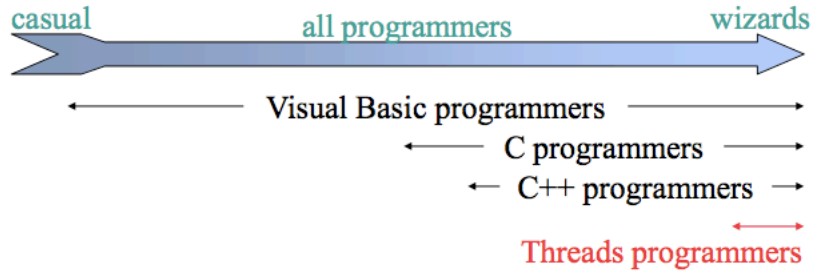 casual all programmers wizards
Visual Basic programmers
C programmers
C++ programmers
Threads programmers